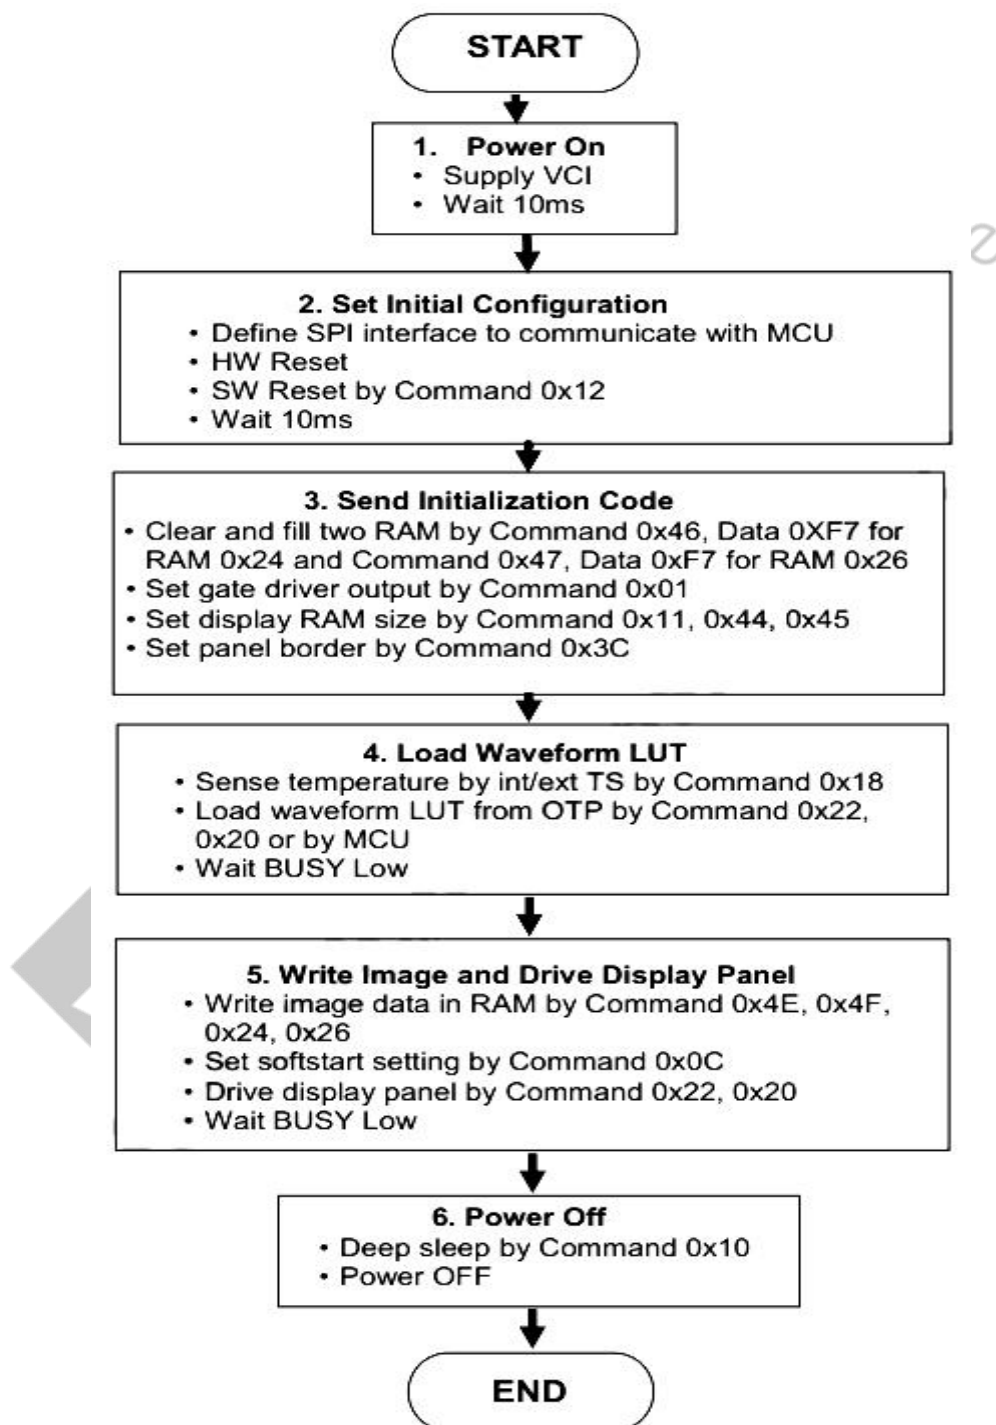 START
1. Power On
• Supply VCI
• Wait 10ms
2. Set Initial Configuration
• Define SPI interface to communicate with MCU
• HW Reset
• SW Reset by Command 0x12
• Wait 10ms
3. Send Initialization Code
• Clear and fill two RAM by Command 0x46, Data 0XF7 for
RAM 0x24 and Command 0x47, Data 0xF7 for RAM 0x26
• Set gate driver output by Command 0x01
• Set display RAM size by Command 0x11, 0x44, 0x45
• Set panel border by Command 0x3C
4. Load Waveform LUT
• Sense temperature by int/ext TS by Command 0x18
• Load waveform LUT from OTP by Command 0x22,
0x20 or by MCU
• Wait BUSY Low
5. Write Image and Drive Display Panel
• Write image data in RAM by Command 0x4E, 0x4F,
0x24, 0x26
• Set softstart setting by Command 0x0C
• Drive display panel by Command 0x22, 0x20
• Wait BUSY Low
6. Power Off
• Deep sleep by Command 0x10
• Power OFF
END